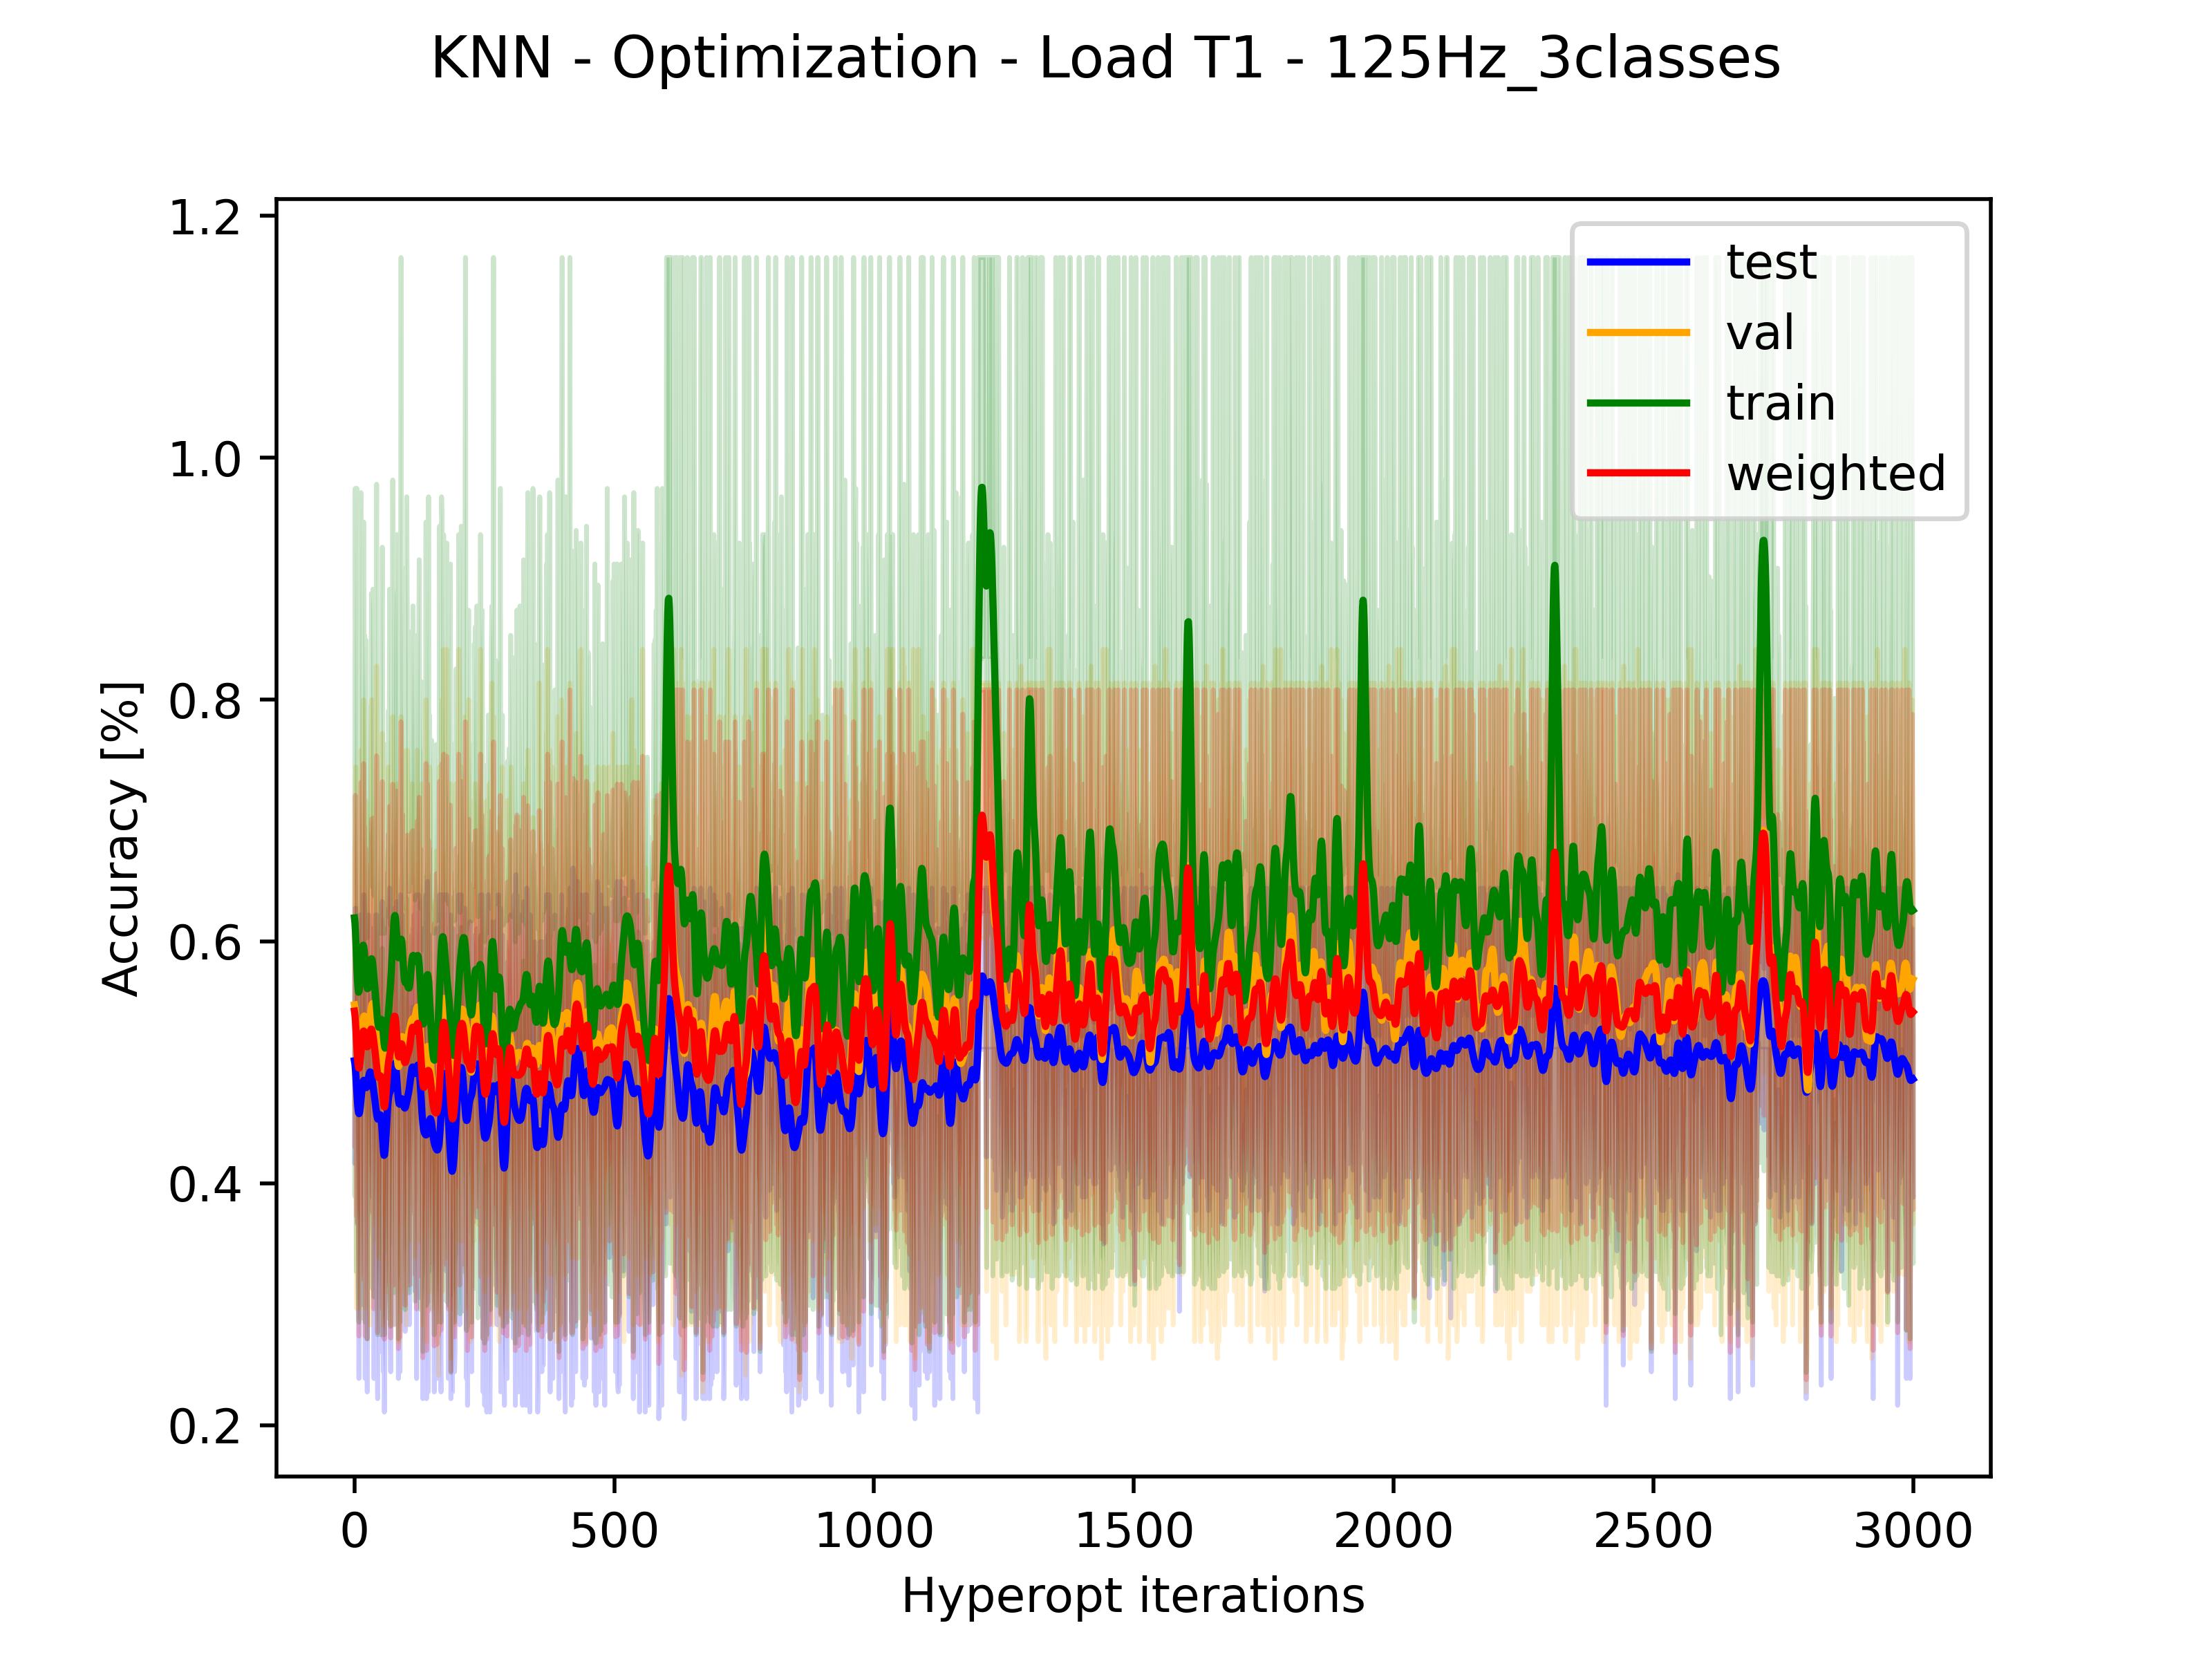 KNN - Optimization - Load T1 - 125Hz_3classes
1.2
1.0
0.8
0.6
0.4
0.2
Accuracy [%]
test
val
train
weighted
0 500 1000 1500 2000 2500 3000
Hyperopt iterations